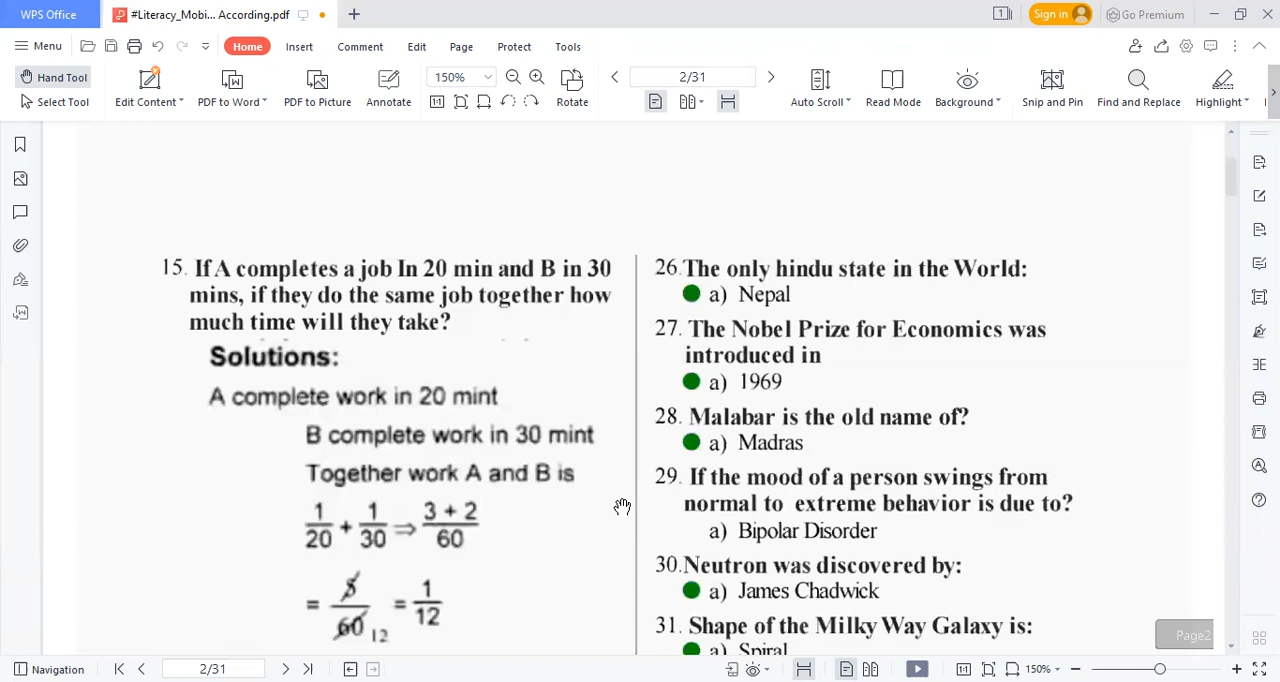 WPS Office
#Literacy_Mobi... According.pdf
Sign in
Go Premium
Menu
Home
Insert
Comment
Edit
Page
Protect
Tools
Hand Tool
Select Tool
Edit Content
PDF to Word
PDF to Picture
Annotate
150%
2/31
Rotate
Auto Scroll
Read Mode
Background
Snip and Pin
Find and Replace
Highlight
15. If A completes a job In 20 min and B in 30
mins, if they do the same job together how
much time will they take?
Solutions:
A complete work in 20 mint
B complete work in 30 mint
Together work A and B is
1/20 + 1/30 ⇒ 3 + 2/60
= 5/60 12 = 1/12
26. The only hindu state in the World:
a) Nepal
27. The Nobel Prize for Economics was
introduced in
a) 1969
28. Malabar is the old name of?
a) Madras
29. If the mood of a person swings from
normal to extreme behavior is due to?
a) Bipolar Disorder
30. Neutron was discovered by:
a) James Chadwick
31. Shape of the Milky Way Galaxy is:
a) Spiral
Page2
Navigation
2/31
150%